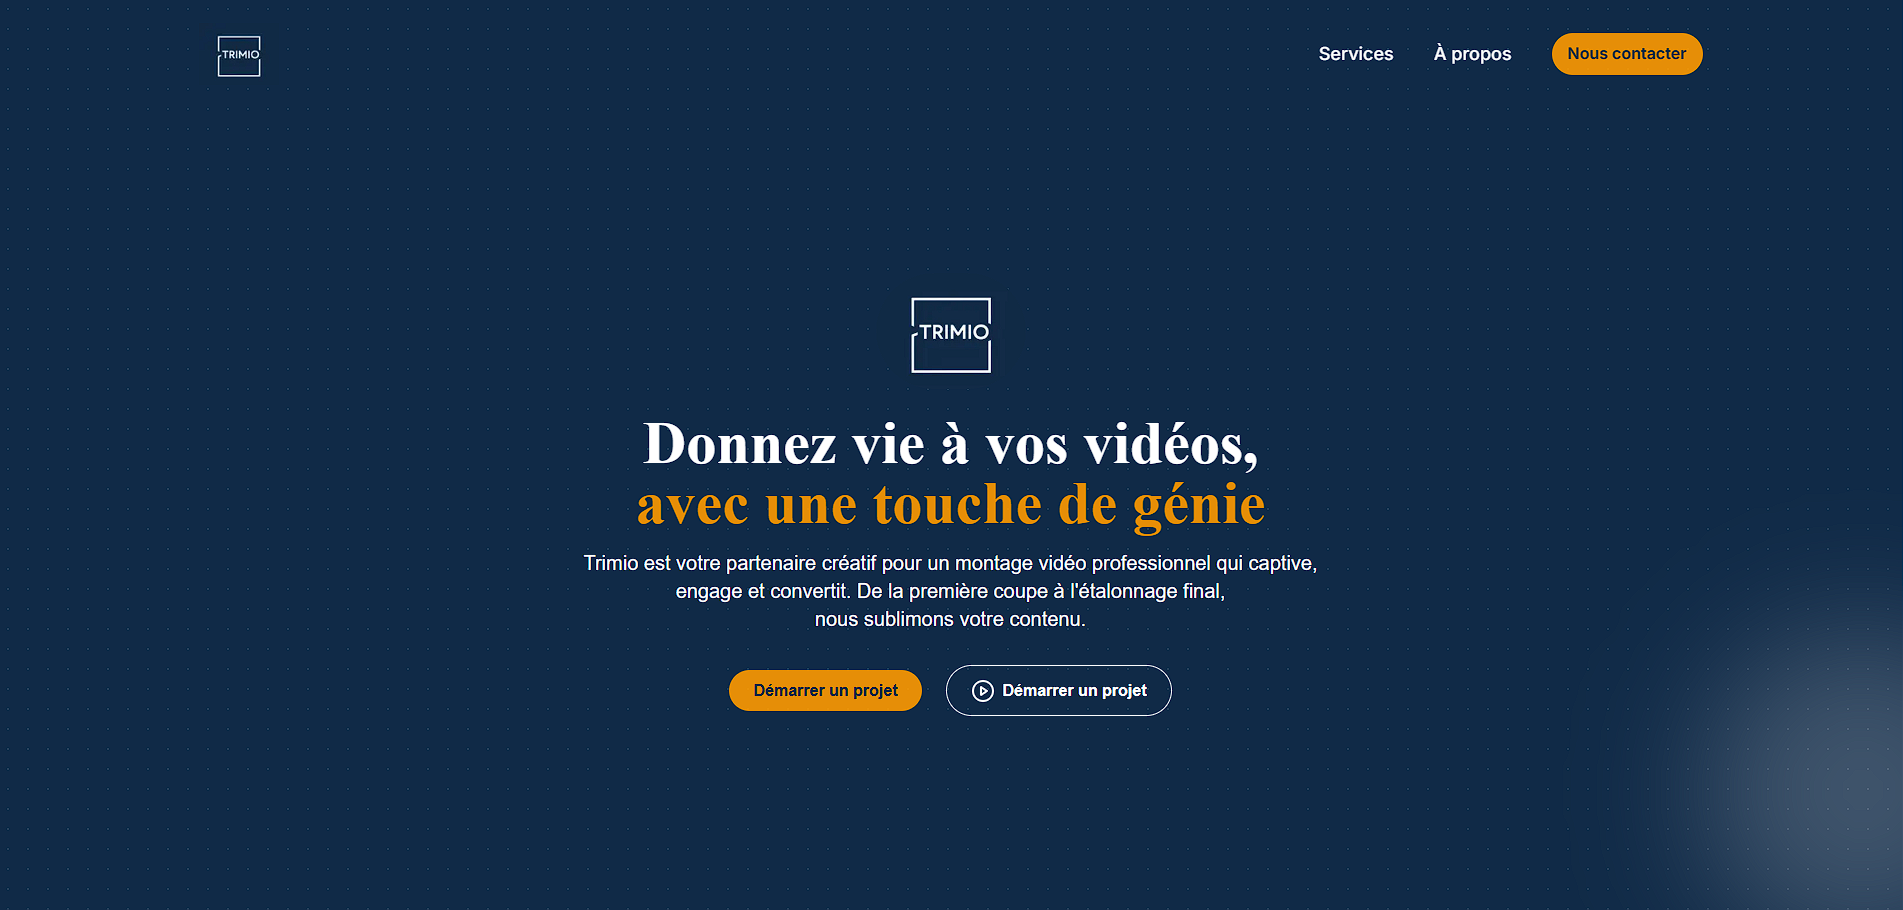 TRIMIO
Services
À propos
Nous contacter
TRIMIO
Donnez vie à vos vidéos,
avec une touche de génie
Trimio est votre partenaire créatif pour un montage vidéo professionnel qui captive,
engage et convertit. De la première coupe à l'étalonnage final,
nous sublimons votre contenu.
Démarrer un projet
Démarrer un projet